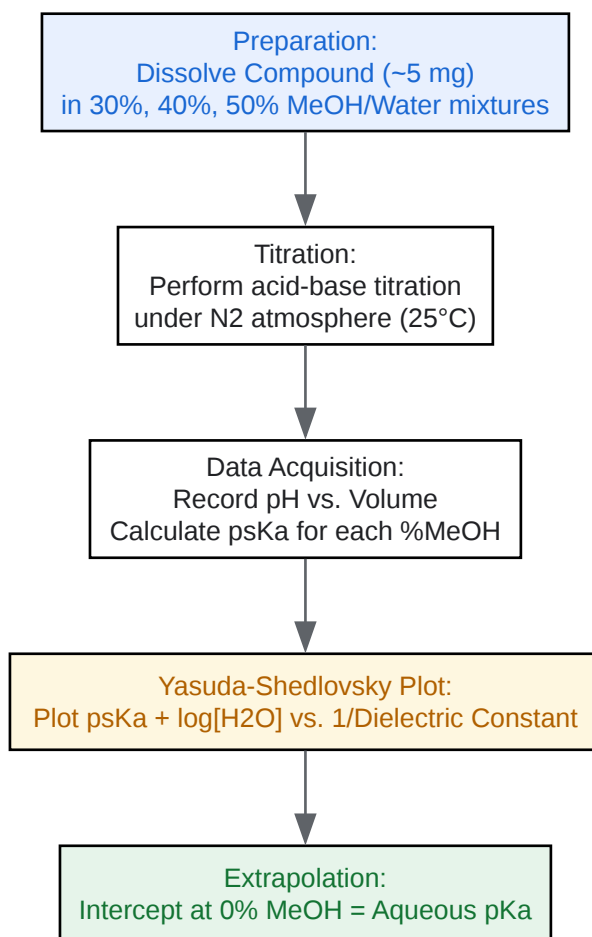 Preparation:
Dissolve Compound (~5 mg)
in 30%, 40%, 50% MeOH/Water mixtures
Titration:
Perform acid-base titration
under N2 atmosphere (25°C)
Data Acquisition:
Record pH vs. Volume
Calculate psKa for each %MeOH
Yasuda-Shedlovsky Plot:
Plot psKa + log[H2O] vs. 1/Dielectric Constant
Extrapolation:
Intercept at 0% MeOH = Aqueous pKa